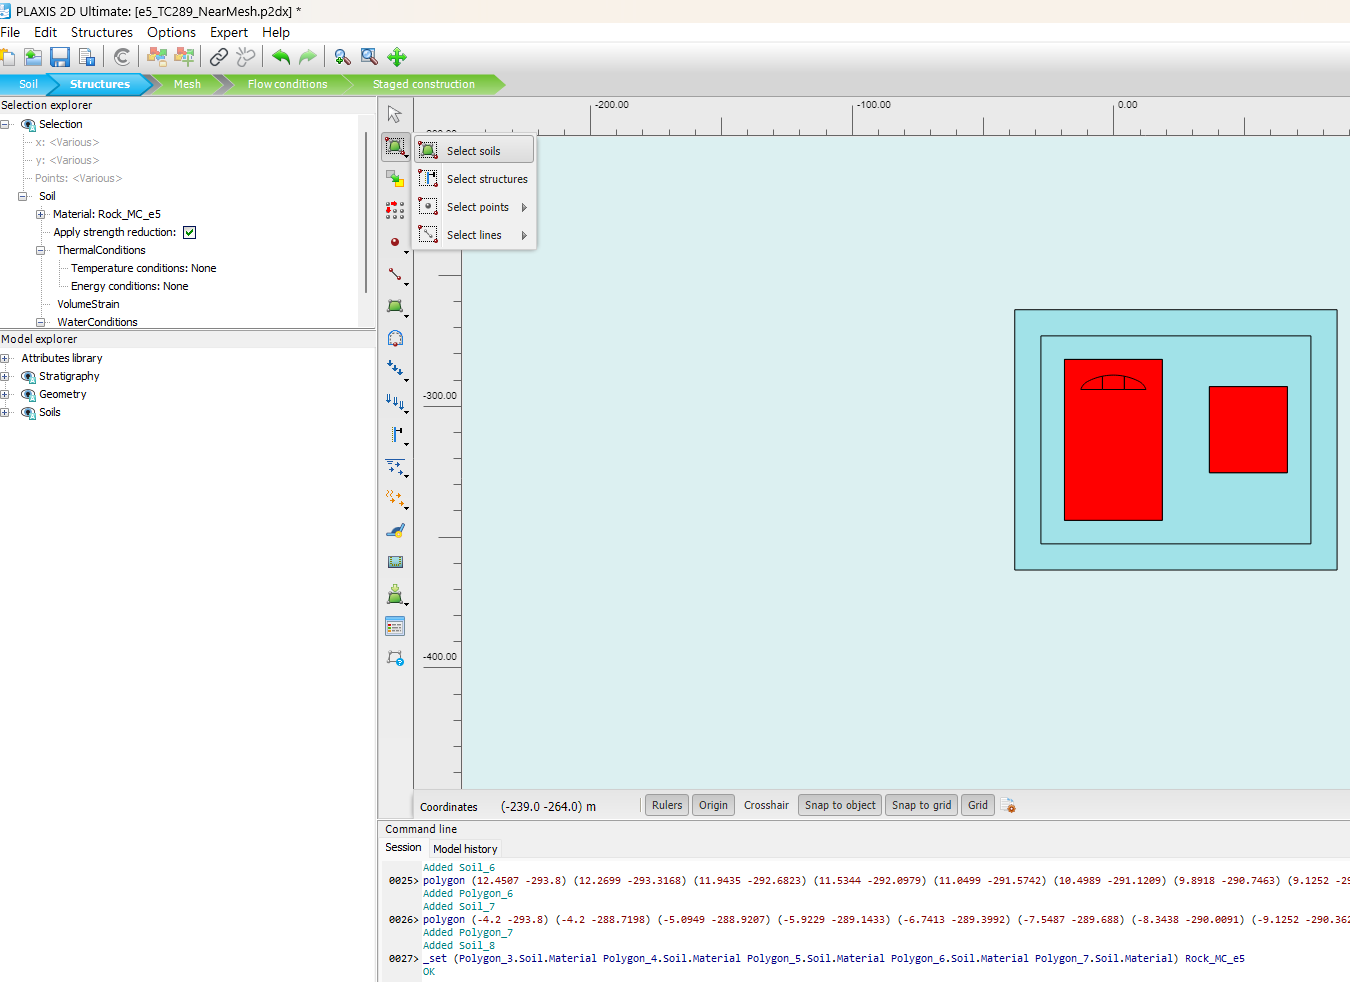 PLAXIS 2D Ultimate: [e5_TC289_NearMesh.p2dx] *
File Edit Structures Options Expert Help
Soil Structures Mesh Flow conditions Staged construction
Selection explorer
Selection
x: <Various>
y: <Various>
Points: <Various>
Soil
Material: Rock_MC_e5
Apply strength reduction:
ThermalConditions
Temperature conditions: None
Energy conditions: None
VolumeStrain
WaterConditions
Model explorer
Attributes library
Stratigraphy
Geometry
Soils
-200.00 -100.00 0.00
Select soils
Select structures
Select points
Select lines
-300.00
-400.00
Coordinates (-239.0 -264.0) m Rulers Origin Crosshair Snap to object Snap to grid Grid
Command line
Session Model history
Added Soil_6
0025> polygon (12.4507 -293.8) (12.2699 -293.3168) (11.9435 -292.6823) (11.5344 -292.0979) (11.0499 -291.5742) (10.4989 -291.1209) (9.8918 -290.7463) (9.1252 -29
Added Polygon_6
Added Soil_7
0026> polygon (-4.2 -293.8) (-4.2 -288.7198) (-5.0949 -288.9207) (-5.9229 -289.1433) (-6.7413 -289.3992) (-7.5487 -289.688) (-8.3438 -290.0091) (-9.1252 -290.362
Added Polygon_7
Added Soil_8
0027> _set (Polygon_3.Soil.Material Polygon_4.Soil.Material Polygon_5.Soil.Material Polygon_6.Soil.Material Polygon_7.Soil.Material) Rock_MC_e5
OK